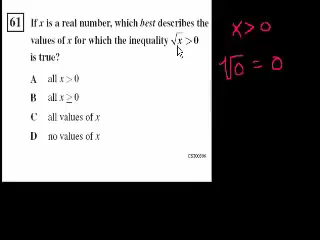 61 If x is a real number, which best describes the
values of x for which the inequality √x > 0
is true?
A all x > 0
B all x ≥ 0
C all values of x
D no values of x
CST00206
x > 0
√0 = 0